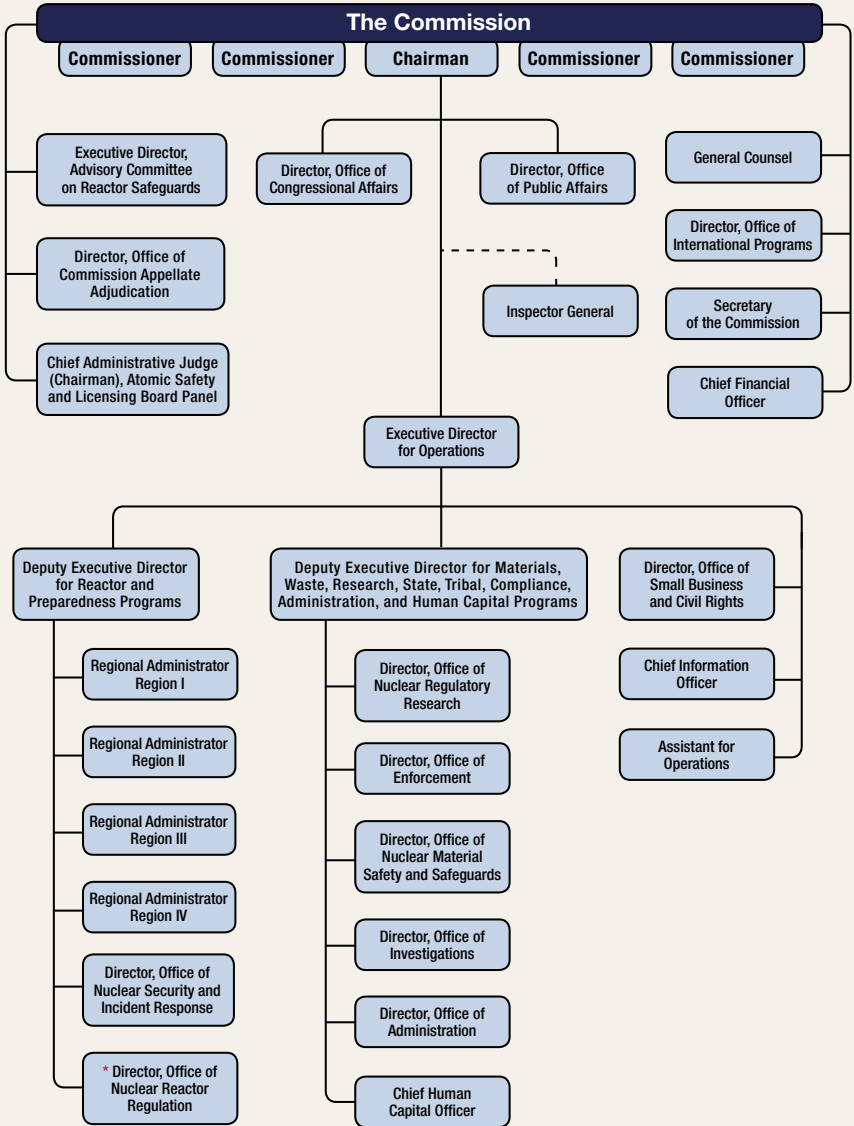 The Commission
Commissioner
Commissioner
Chairman
Commissioner
Commissioner
Executive Director,
Advisory Committee
on Reactor Safeguards
Director, Office of
Commission Appellate
Adjudication
Chief Administrative Judge
(Chairman), Atomic Safety
and Licensing Board Panel
Director, Office of
Congressional Affairs
Director, Office
of Public Affairs
Inspector General
General Counsel
Director, Office of
International Programs
Secretary
of the Commission
Chief Financial
Officer
Executive Director
for Operations
Deputy Executive Director
for Reactor and
Preparedness Programs
Regional Administrator
Region I
Regional Administrator
Region II
Regional Administrator
Region III
Regional Administrator
Region IV
Director, Office of
Nuclear Security and
Incident Response
* Director, Office of
Nuclear Reactor
Regulation
Deputy Executive Director for Materials,
Waste, Research, State, Tribal, Compliance,
Administration, and Human Capital Programs
Director, Office of
Nuclear Regulatory
Research
Director, Office of
Enforcement
Director, Office of
Nuclear Material
Safety and Safeguards
Director, Office of
Investigations
Director, Office of
Administration
Chief Human
Capital Officer
Director, Office of
Small Business
and Civil Rights
Chief Information
Officer
Assistant for
Operations